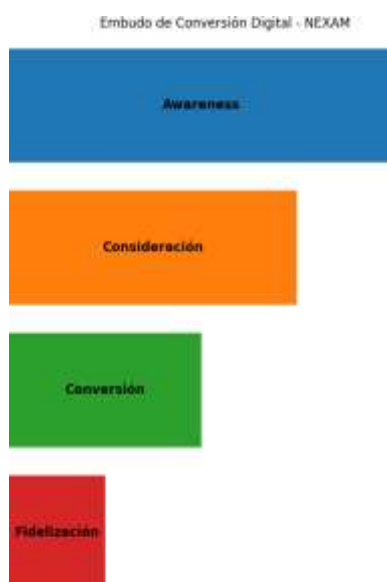 Embudo de Conversión Digital - NEXAM
Awareness
Consideración
Conversión
Fidelización